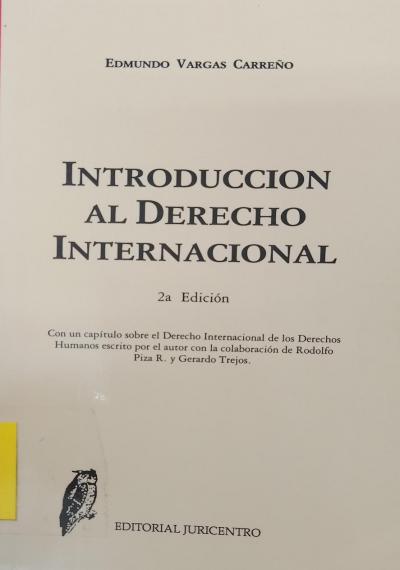 EDMUNDO VARGAS CARREÑO
INTRODUCCION
AL DERECHO
INTERNACIONAL
2a Edición
Con un capítulo sobre el Derecho Internacional de los Derechos
Humanos escrito por el autor con la colaboración de Rodolfo
Piza R. y Gerardo Trejos.
EDITORIAL JURICENTRO